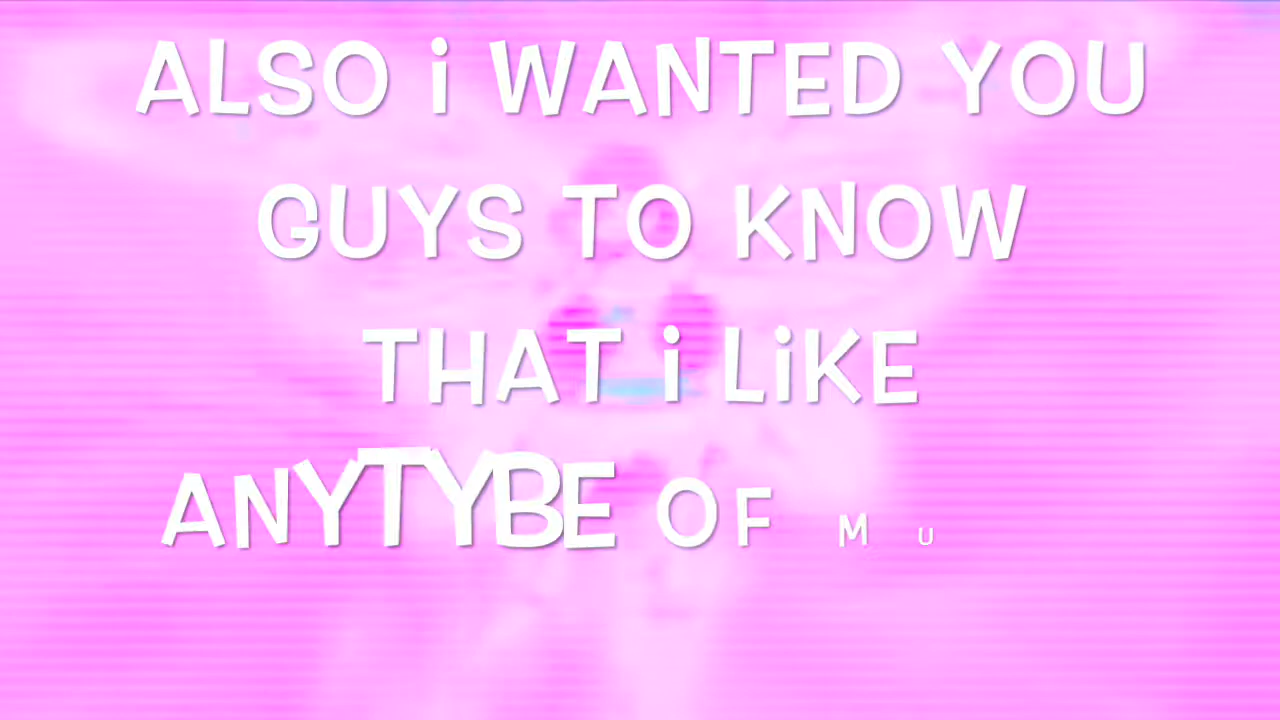 ALSO i WANTED YOU
GUYS TO KNOW
THAT i LiKE
ANYTYBE OF M U